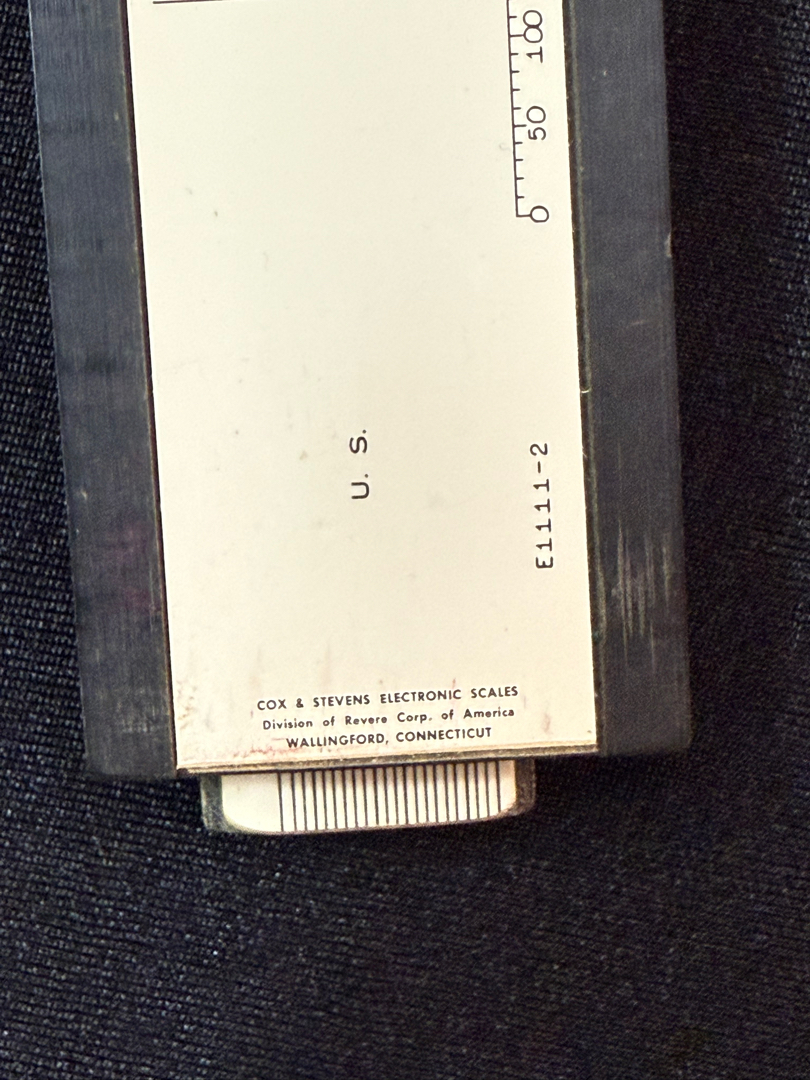 0 50 100
U. S.
E1111-2
COX & STEVENS ELECTRONIC SCALES
Division of Revere Corp. of America
WALLINGFORD, CONNECTICUT